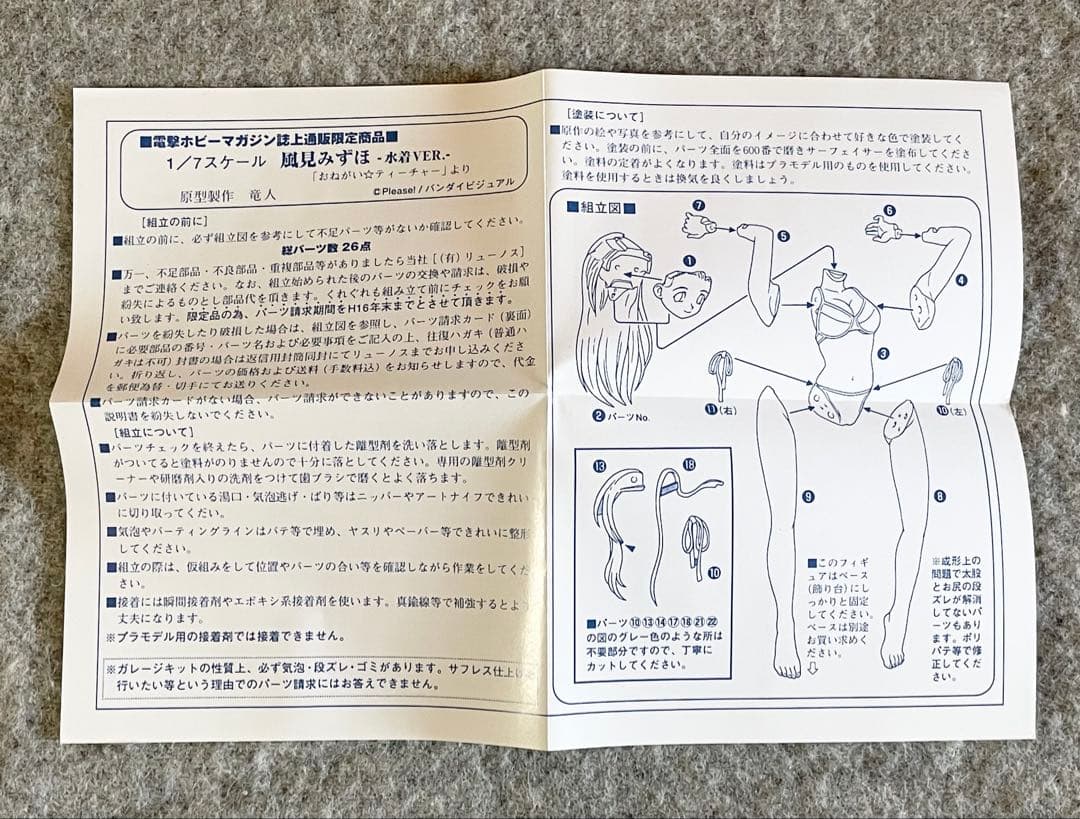 ■電撃ホビーマガジン誌上通販限定商品■
1/7スケール 風見みずほ-水着VER.-
「おねがい☆ティーチャー」より
原型製作 竜人
©Please!/バンダイビジュアル
[組立の前に]
■組立の前に、必ず組立図を参考にして不足パーツ等がないか確認してください。
総パーツ数 26点
■万一、不足部品・不良部品・重複部品等がありましたら当社[(有)リューノス]
までご連絡ください。なお、組立始められた後のパーツの交換や請求は、破損や
紛失によるものとし部品代を頂きます。くれぐれも組み立て前にチェックをお願
い致します。限定品の為、パーツ請求期間をH16年末までとさせて頂きます。
■パーツを紛失したり破損した場合は、組立図を参照し、パーツ請求カード(裏面)
に必要部品の番号・パーツ名および必要事項をご記入の上、往復ハガキ(普通ハ
ガキは不可)封書の場合は返信用封筒同封にてリューノスまでお申し込みくださ
い。折り返し、パーツの価格および送料(手数料込)をお知らせしますので、代金
を郵便為替・切手にてお送りください。
■パーツ請求カードがない場合、パーツ請求ができないことがありますので、この
説明書を紛失しないでください。
[組立について]
■パーツチェックを終えたら、パーツに付着した離型剤を洗い落とします。離型剤
がついてると塗料がのりませんので十分に落としてください。専用の離型剤クリ
ーナーや研磨剤入りの洗剤をつけて歯ブラシで磨くとよく落ちます。
■パーツに付いている湯口・気泡逃げ・ばり等はニッパーやアートナイフできれい
に切り取ってくだい。
■気泡やパーティングラインはパテ等で埋め、ヤスリやペーパー等できれいに整形
してください。
■組立の際は、仮組みをして位置やパーツの合い等を確認しながら作業をしてくだ
さい。
■接着には瞬間接着剤やエポキシ系接着剤を使います。真鍮線等で補強するとよ
丈夫になります。
※プラモデル用の接着剤では接着できません。
※ガレージキットの性質上、必ず気泡・段ズレ・ゴミがあります。サフレス仕上げ
行いたい等という理由でのパーツ請求にはお答えできません。
[塗装について]
■原作の絵や写真を参考にして、自分のイメージに合わせて好きな色で塗装してく
ださい。塗装の前に、パーツ全面を600番で磨きサーフェイサーを塗布してくださ
い。塗料の定着がよくなります。塗料はプラモデル用のものを使用してください。
塗料を使用するときは換気を良くしましょう。
■組立図■
⑦
⑥
⑤
①
④
③
②パーツNo.
⑪(右)
⑩(左)
⑬
⑱
⑩
⑨
⑧
■パーツ⑩⑬⑭⑰⑱㉑㉒
の図のグレー色のような所は
不要部分ですので、丁寧に
カットしてください。
■このフィギ
ュアはベース
(飾り台)にし
っかりと固定
してください。
ベースは別途
お買い求めく
ださい。
⇩
※成形上の
問題で太股
とお尻の段
ズレが解消
してないパ
ーツもあり
ます。ポリ
パテ等で修
正してくだ
さい。